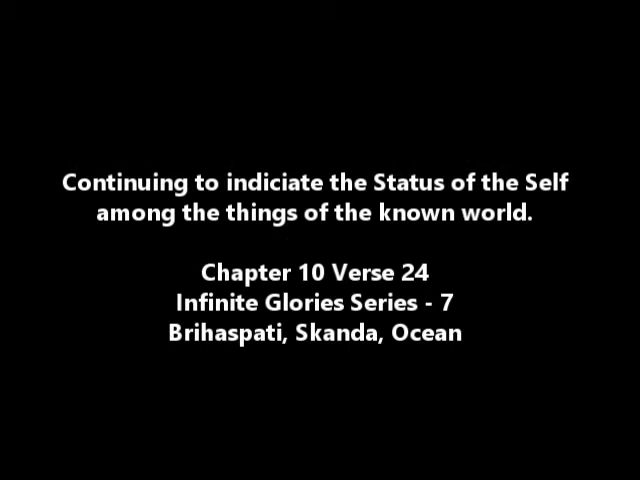 Continuing to indiciate the Status of the Self
among the things of the known world.
Chapter 10 Verse 24
Infinite Glories Series - 7
Brihaspati, Skanda, Ocean